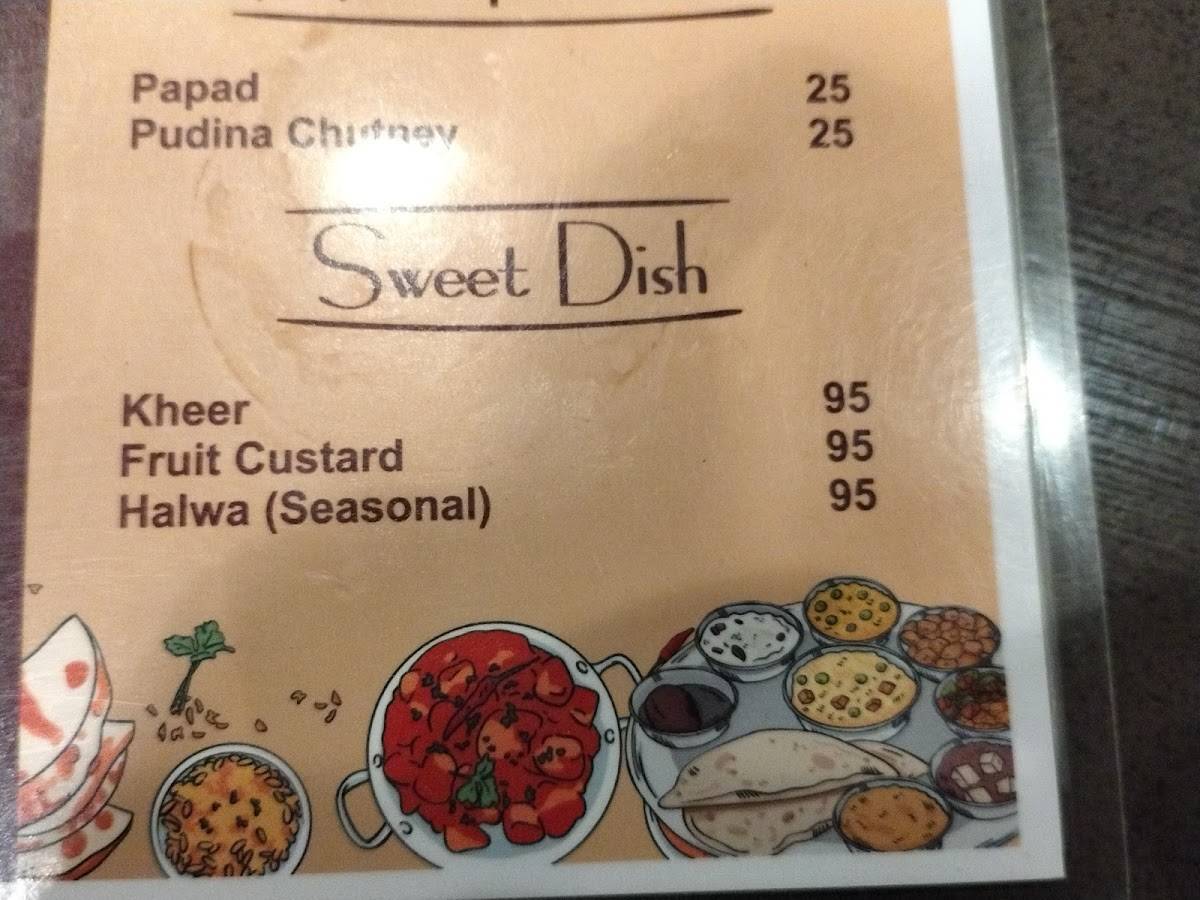 Papad 25
Pudina Chutney 25
Sweet Dish
Kheer 95
Fruit Custard 95
Halwa (Seasonal) 95